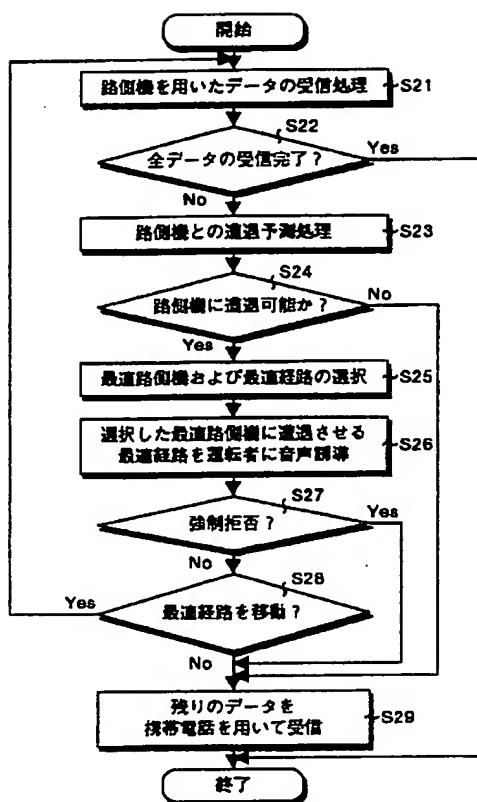 開始
路側機を用いたデータの受信処理
S21
S22
全データの受信完了？
Yes
No
路側機との遭遇予測処理
S23
S24
路側機に遭遇可能か？
No
Yes
最適路側機および最適経路の選択
S25
選択した最適路側機に遭遇させる
最適経路を運転者に音声誘導
S26
S27
強制拒否？
Yes
No
S28
Yes
最適経路を移動？
No
残りのデータを
携帯電話を用いて受信
S29
終了